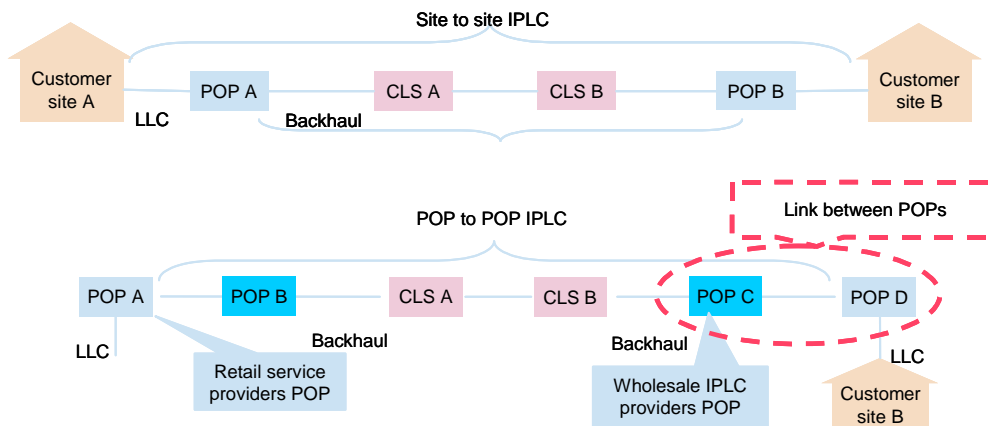 Site to site IPLC
Customer
site A
POP A
CLS A
CLS B
POP B
Customer
site B
LLC
Backhaul
Link between POPs
POP to POP IPLC
POP A
POP B
CLS A
CLS B
POP C
POP D
LLC
Backhaul
Backhaul
LLC
Retail service
providers POP
Wholesale IPLC
providers POP
Customer
site B